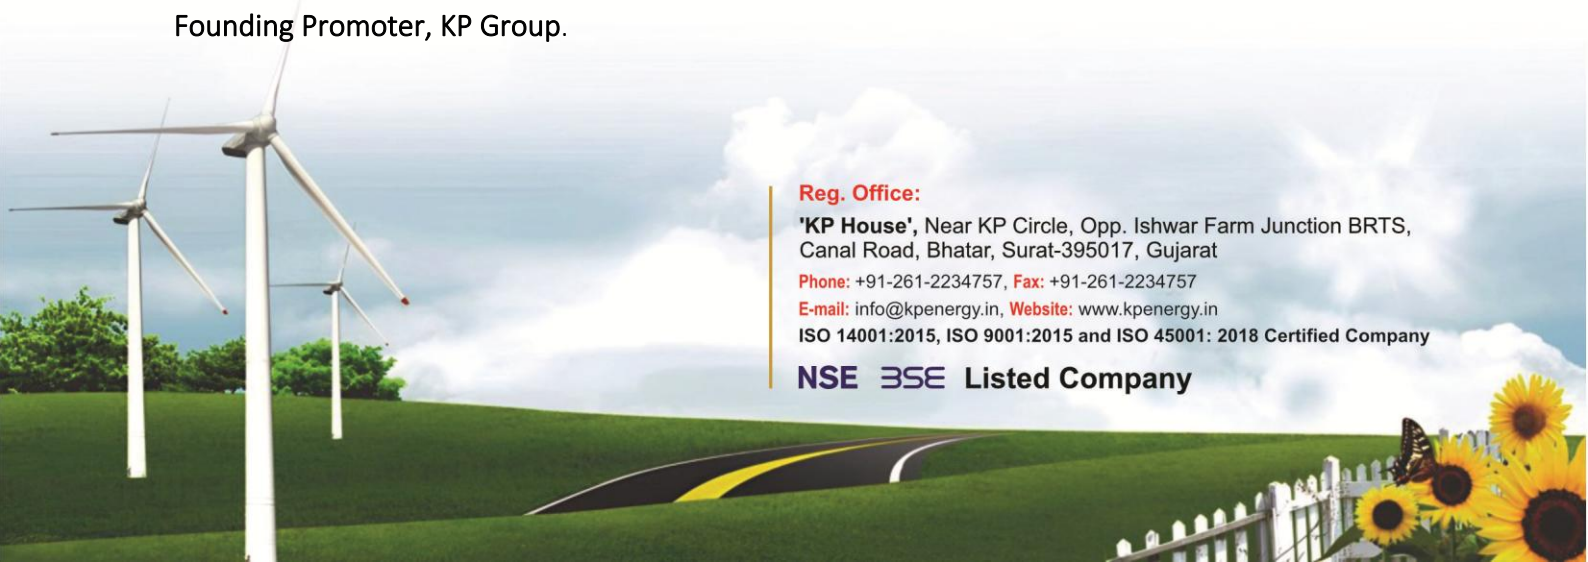 Founding Promoter, KP Group.
Reg. Office:
'KP House', Near KP Circle, Opp. Ishwar Farm Junction BRTS,
Canal Road, Bhatar, Surat-395017, Gujarat
Phone: +91-261-2234757, Fax: +91-261-2234757
E-mail: info@kpenergy.in, Website: www.kpenergy.in
ISO 14001:2015, ISO 9001:2015 and ISO 45001: 2018 Certified Company
NSE BSE Listed Company